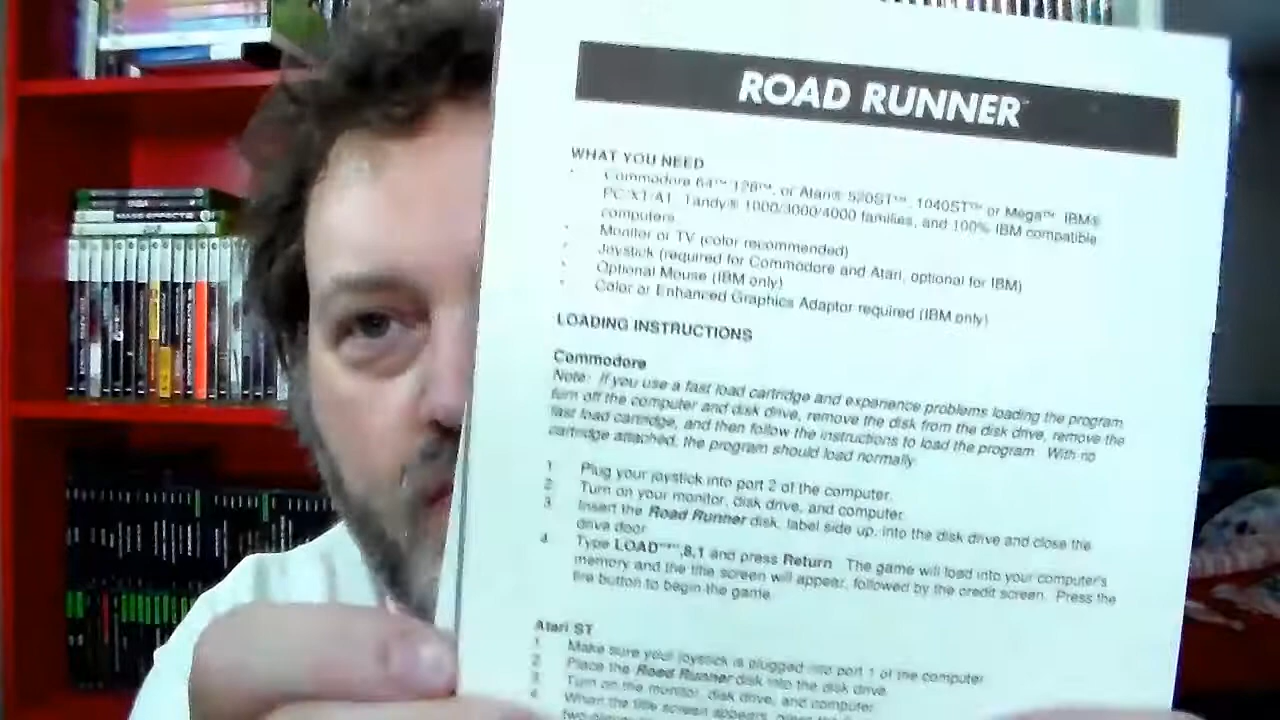 ROAD RUNNER™
WHAT YOU NEED
Commodore 64™ 128™, or Atari® 520ST™, 1040ST™ or Mega™ IBM®
PC/XT/AT, Tandy® 1000/3000/4000 families, and 100% IBM compatible
computers
Monitor or TV (color recommended)
Joystick (required for Commodore and Atari, optional for IBM)
Optional Mouse (IBM only)
Color or Enhanced Graphics Adaptor required (IBM only)
LOADING INSTRUCTIONS
Commodore
Note: If you use a fast load cartridge and experience problems loading the program,
turn off the computer and disk drive, remove the disk from the disk drive, remove the
fast load cartridge, and then follow the instructions to load the program. With no
cartridge attached, the program should load normally.
1 Plug your joystick into port 2 of the computer.
2 Turn on your monitor, disk drive, and computer.
3 Insert the Road Runner disk, label side up, into the disk drive and close the
drive door.
4 Type LOAD"*",8,1 and press Return. The game will load into your computer's
memory and the title screen will appear, followed by the credit screen. Press the
fire button to begin the game.
Atari ST
1 Make sure your joystick is plugged into port 1 of the computer.
2 Place the Road Runner disk into the disk drive.
3 Turn on the monitor, disk drive, and computer.
4 When the title screen appears, press the
MASS EFFECT 2